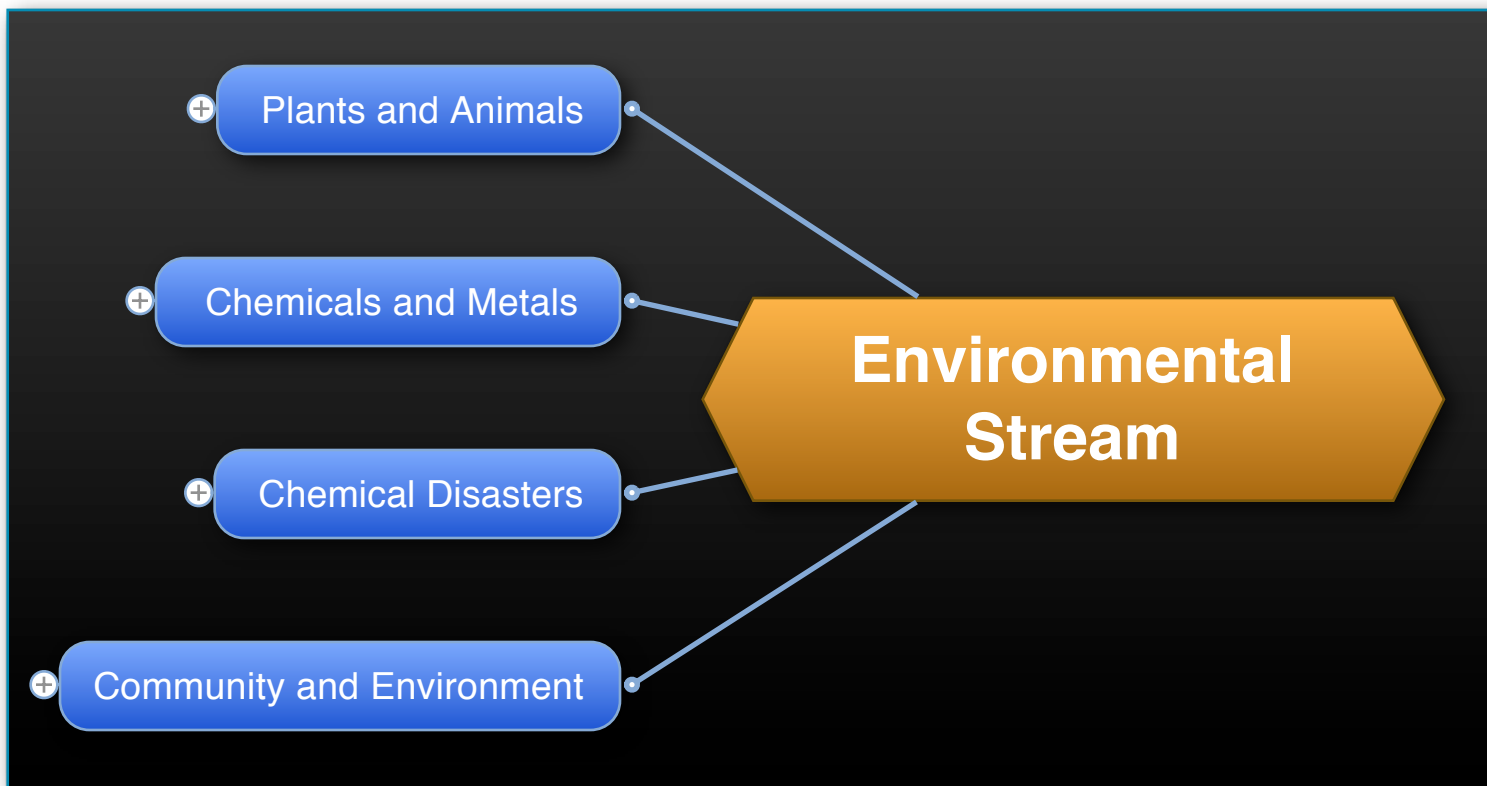 Plants and Animals
Chemicals and Metals
Environmental
Stream
Chemical Disasters
Community and Environment